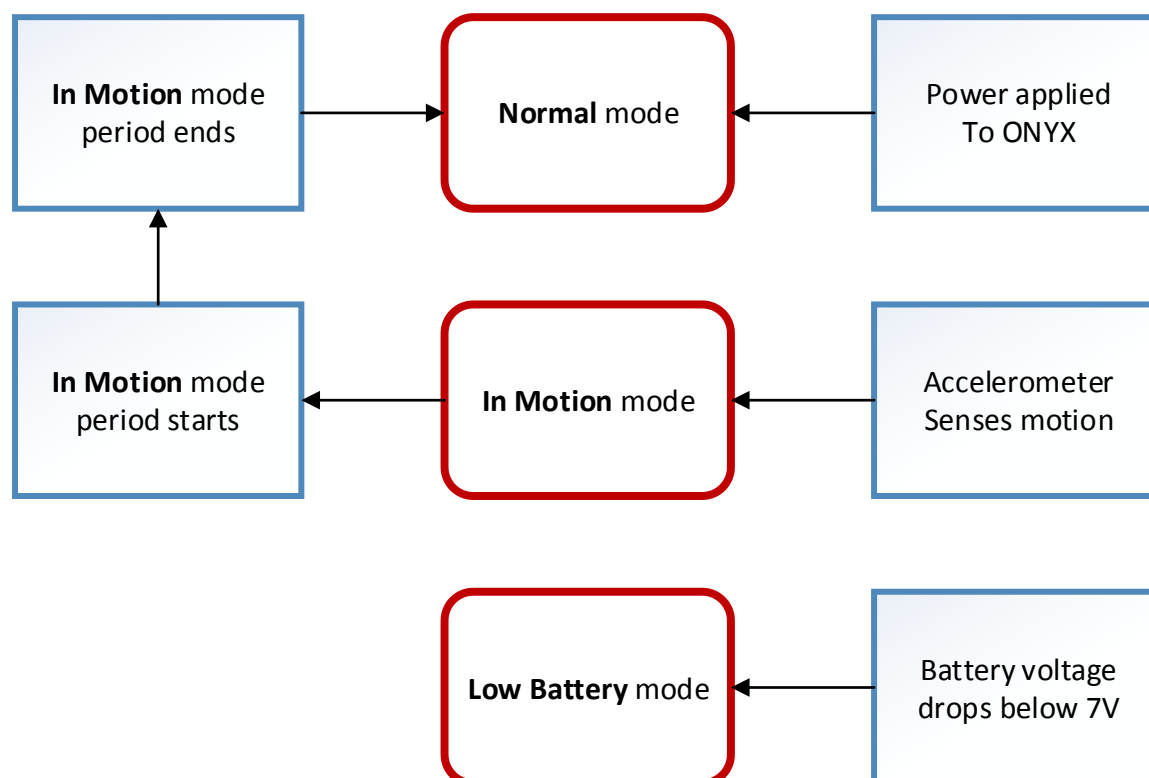 In Motion mode
period ends
Normal mode
Power applied
To ONYX
In Motion mode
period starts
In Motion mode
Accelerometer
Senses motion
Low Battery mode
Battery voltage
drops below 7V